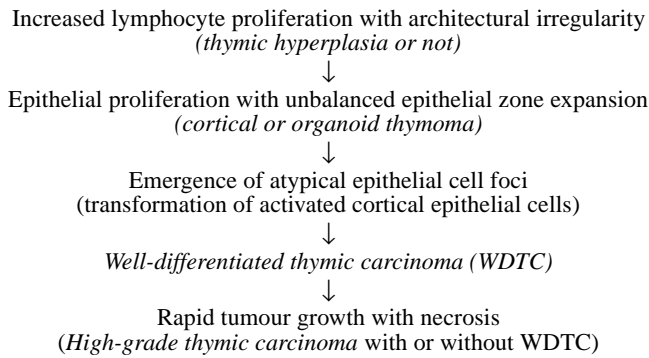 Increased lymphocyte proliferation with architectural irregularity
(thymic hyperplasia or not)
↓
Epithelial proliferation with unbalanced epithelial zone expansion
(cortical or organoid thymoma)
↓
Emergence of atypical epithelial cell foci
(transformation of activated cortical epithelial cells)
↓
Well-differentiated thymic carcinoma (WDTC)
↓
Rapid tumour growth with necrosis
(High-grade thymic carcinoma with or without WDTC)